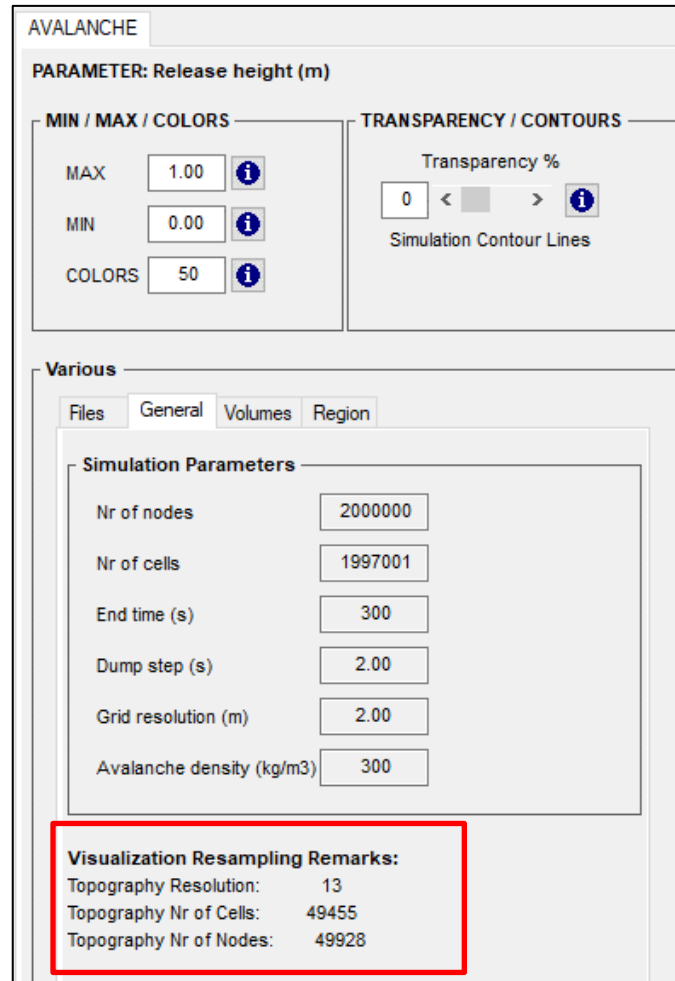 AVALANCHE
PARAMETER: Release height (m)
MIN / MAX / COLORS
MAX 1.00
MIN 0.00
COLORS 50
TRANSPARENCY / CONTOURS
Transparency %
0
Simulation Contour Lines
Various
Files General Volumes Region
Simulation Parameters
Nr of nodes 2000000
Nr of cells 1997001
End time (s) 300
Dump step (s) 2.00
Grid resolution (m) 2.00
Avalanche density (kg/m3) 300
Visualization Resampling Remarks:
Topography Resolution: 13
Topography Nr of Cells: 49455
Topography Nr of Nodes: 49928